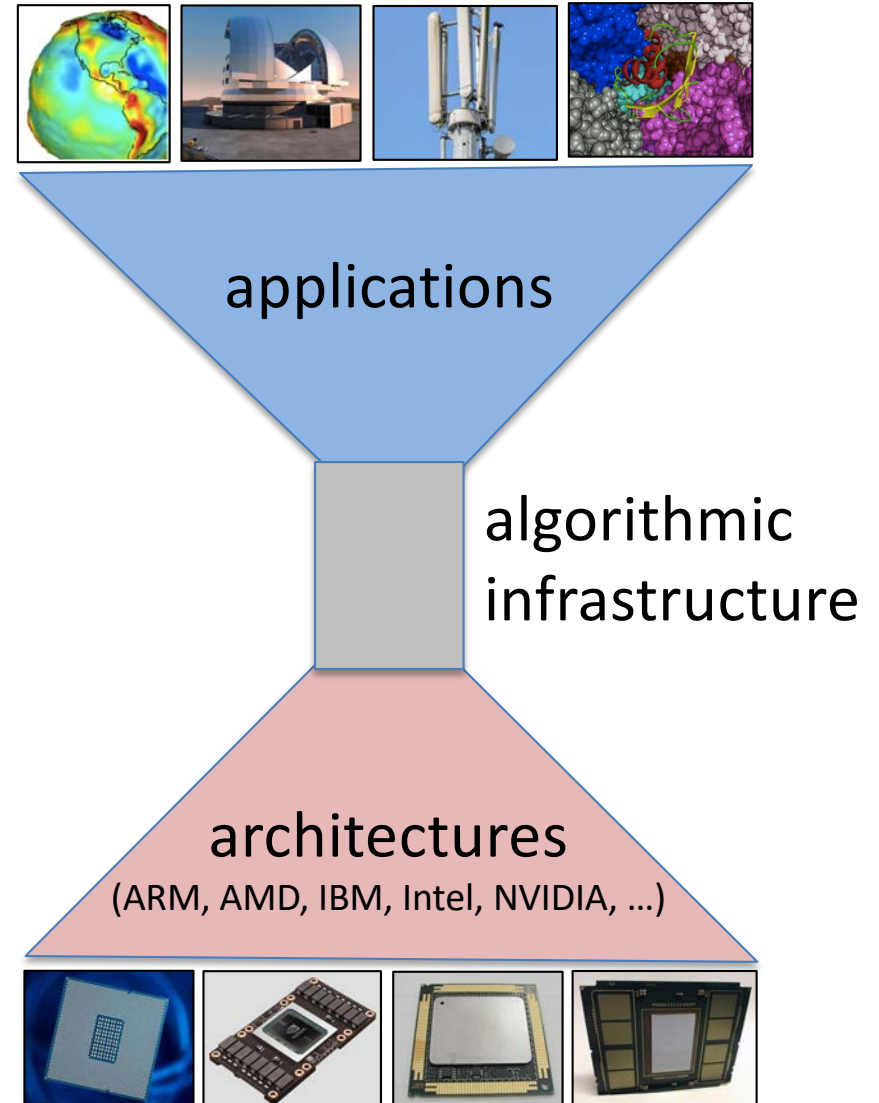 applications
algorithmic
infrastructure
architectures
(ARM, AMD, IBM, Intel, NVIDIA, …)